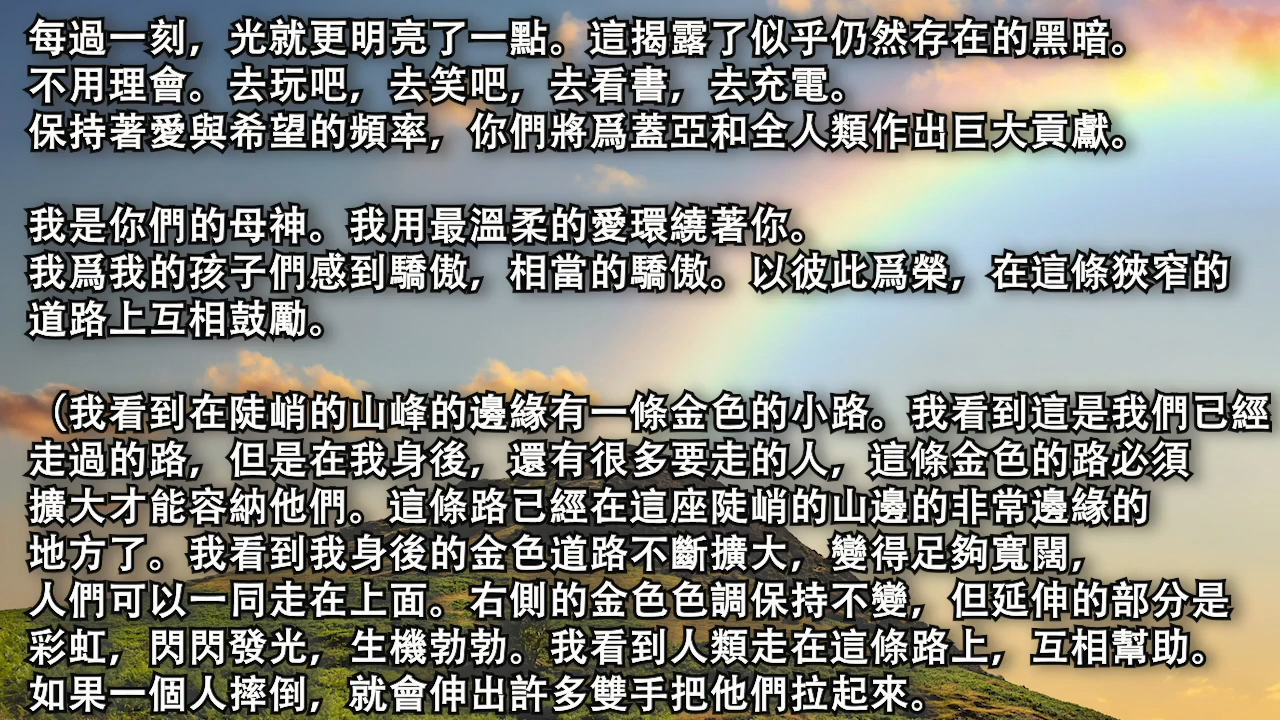 每過一刻，光就更明亮了一點。這揭露了似乎仍然存在的黑暗。
不用理會。去玩吧，去笑吧，去看書，去充電。
保持著愛與希望的頻率，你們將爲蓋亞和全人類作出巨大貢獻。
我是你們的母神。我用最溫柔的愛環繞著你。
我爲我的孩子們感到驕傲，相當的驕傲。以彼此爲榮，在這條狹窄的
道路上互相鼓勵。
（我看到在陡峭的山峰的邊緣有一條金色的小路。我看到這是我們已經
走過的路，但是在我身後，還有很多要走的人，這條金色的路必須
擴大才能容納他們。這條路已經在這座陡峭的山邊的非常邊緣的
地方了。我看到我身後的金色道路不斷擴大，變得足夠寬闊，
人們可以一同走在上面。右側的金色色調保持不變，但延伸的部分是
彩虹，閃閃發光，生機勃勃。我看到人類走在這條路上，互相幫助。
如果一個人摔倒，就會伸出許多雙手把他們拉起來。